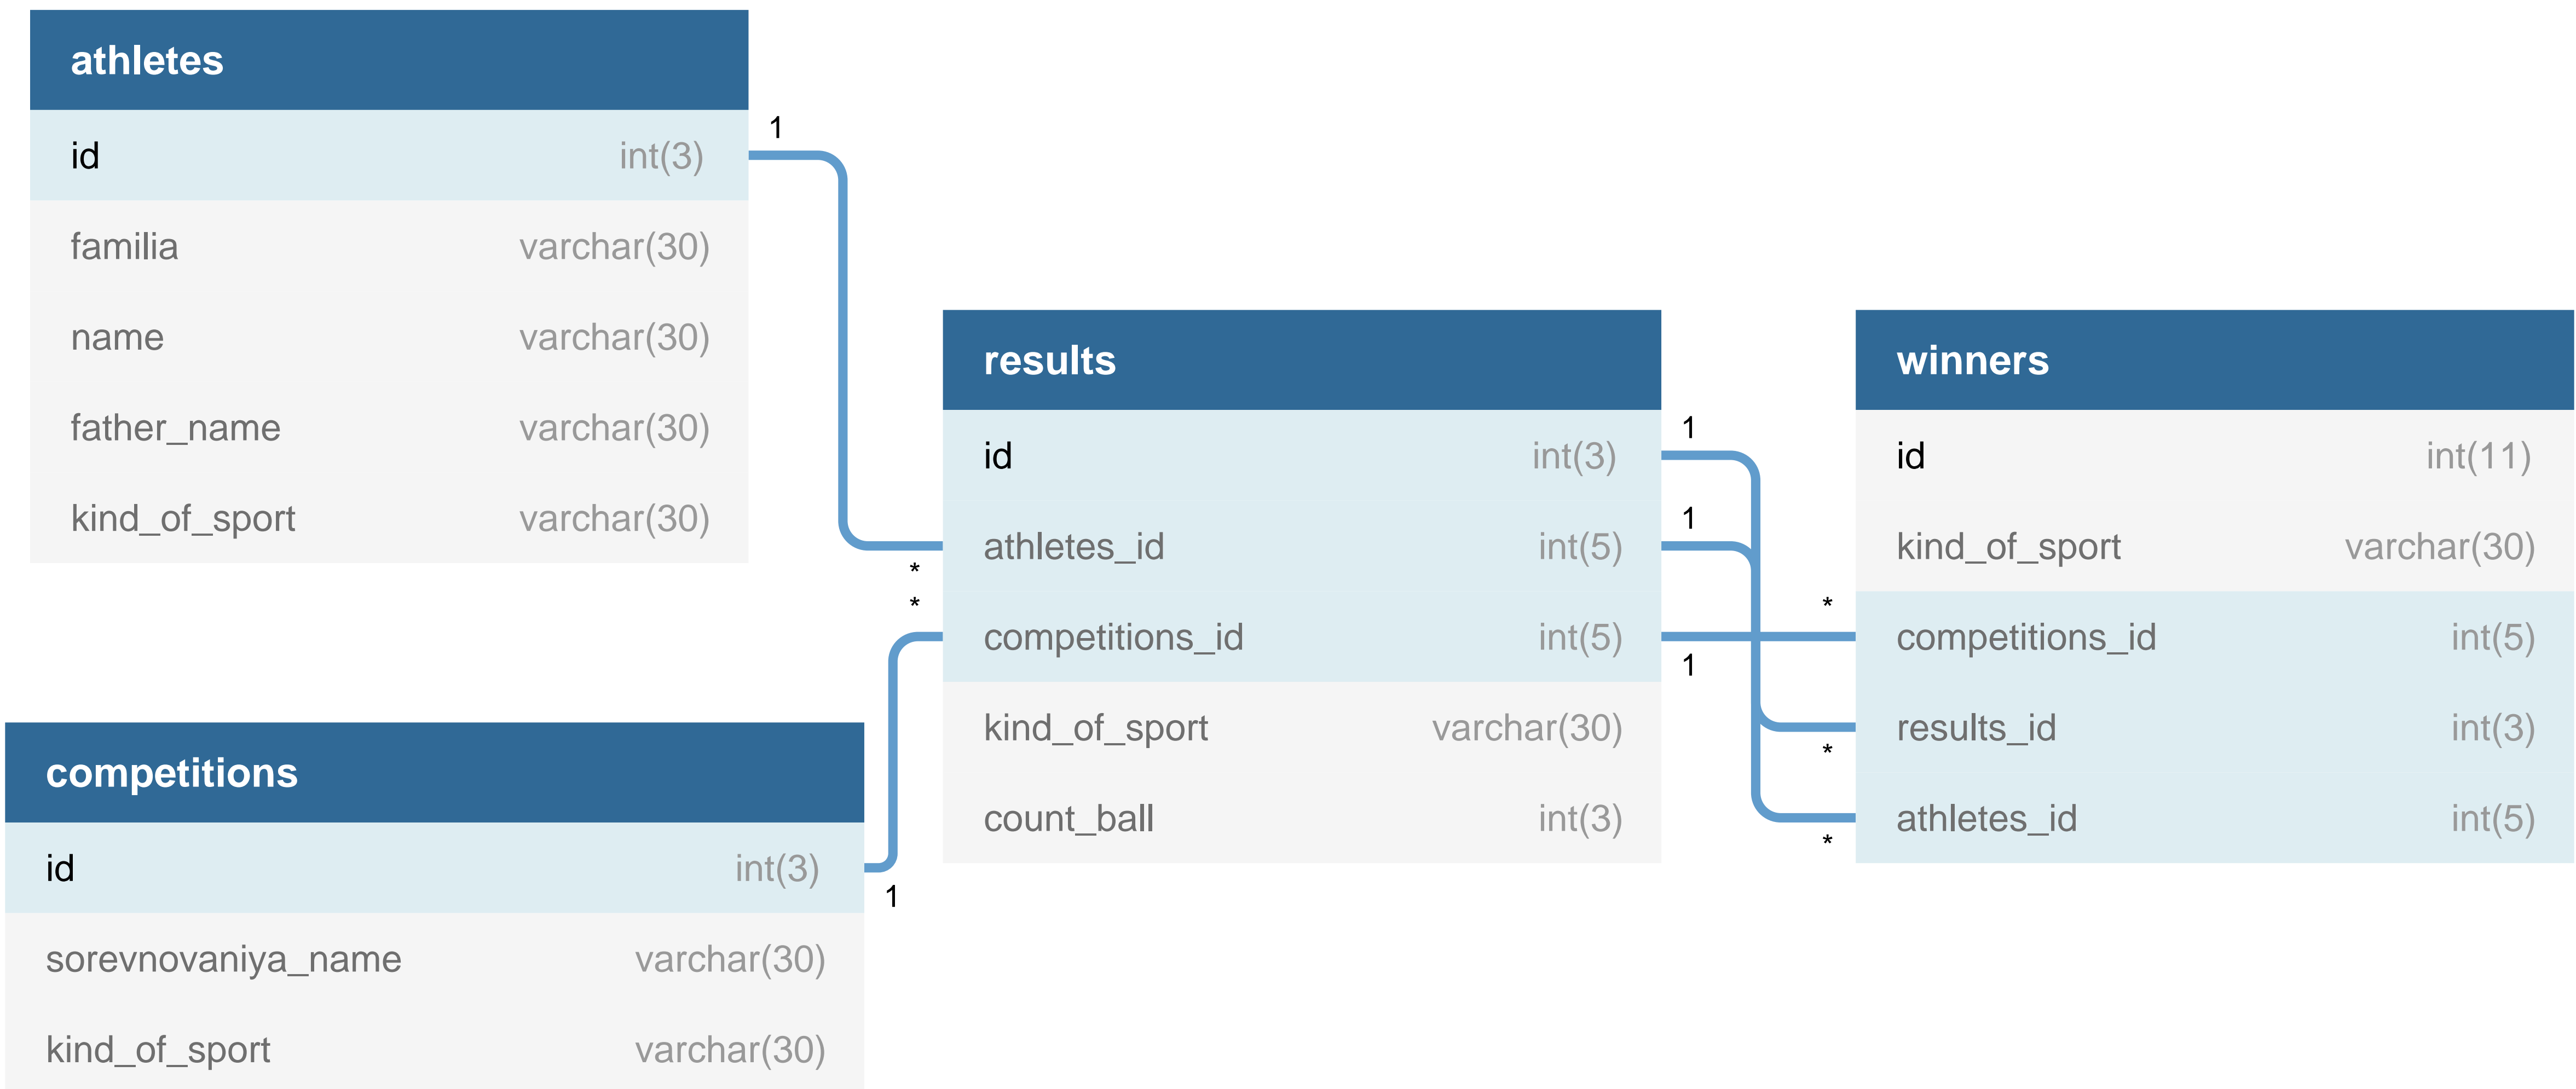 athletes
id int(3)
familia varchar(30)
name varchar(30)
father_name varchar(30)
kind_of_sport varchar(30)
1
*
competitions
id int(3)
sorevnovaniya_name varchar(30)
kind_of_sport varchar(30)
1
*
results
id int(3)
athletes_id int(5)
competitions_id int(5)
kind_of_sport varchar(30)
count_ball int(3)
1
1
1
winners
id int(11)
kind_of_sport varchar(30)
competitions_id int(5)
results_id int(3)
athletes_id int(5)
*
*
*